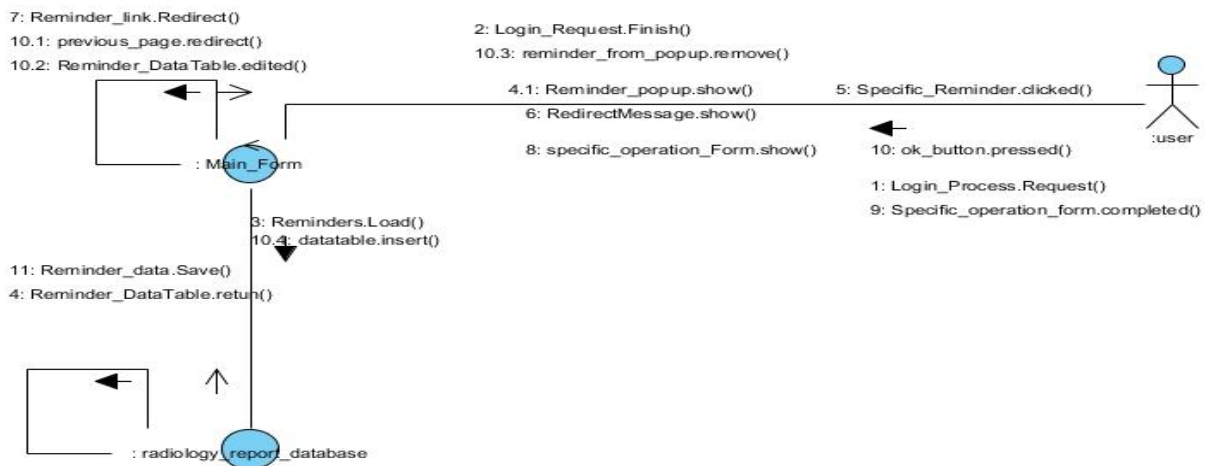 7: Reminder_link.Redirect()
10.1: previous_page.redirect()
10.2: Reminder_DataTable.edited()
2: Login_Request.Finish()
10.3: reminder_from_popup.remove()
4.1: Reminder_popup.show()
6: RedirectMessage.show()
8: specific_operation_Form.show()
5: Specific_Reminder.clicked()
:user
10: ok_button.pressed()
1: Login_Process.Request()
9: Specific_operation_form.completed()
: Main_Form
3: Reminders.Load()
10.4: datatable.insert()
11: Reminder_data.Save()
4: Reminder_DataTable.retun()
: radiology_report_database